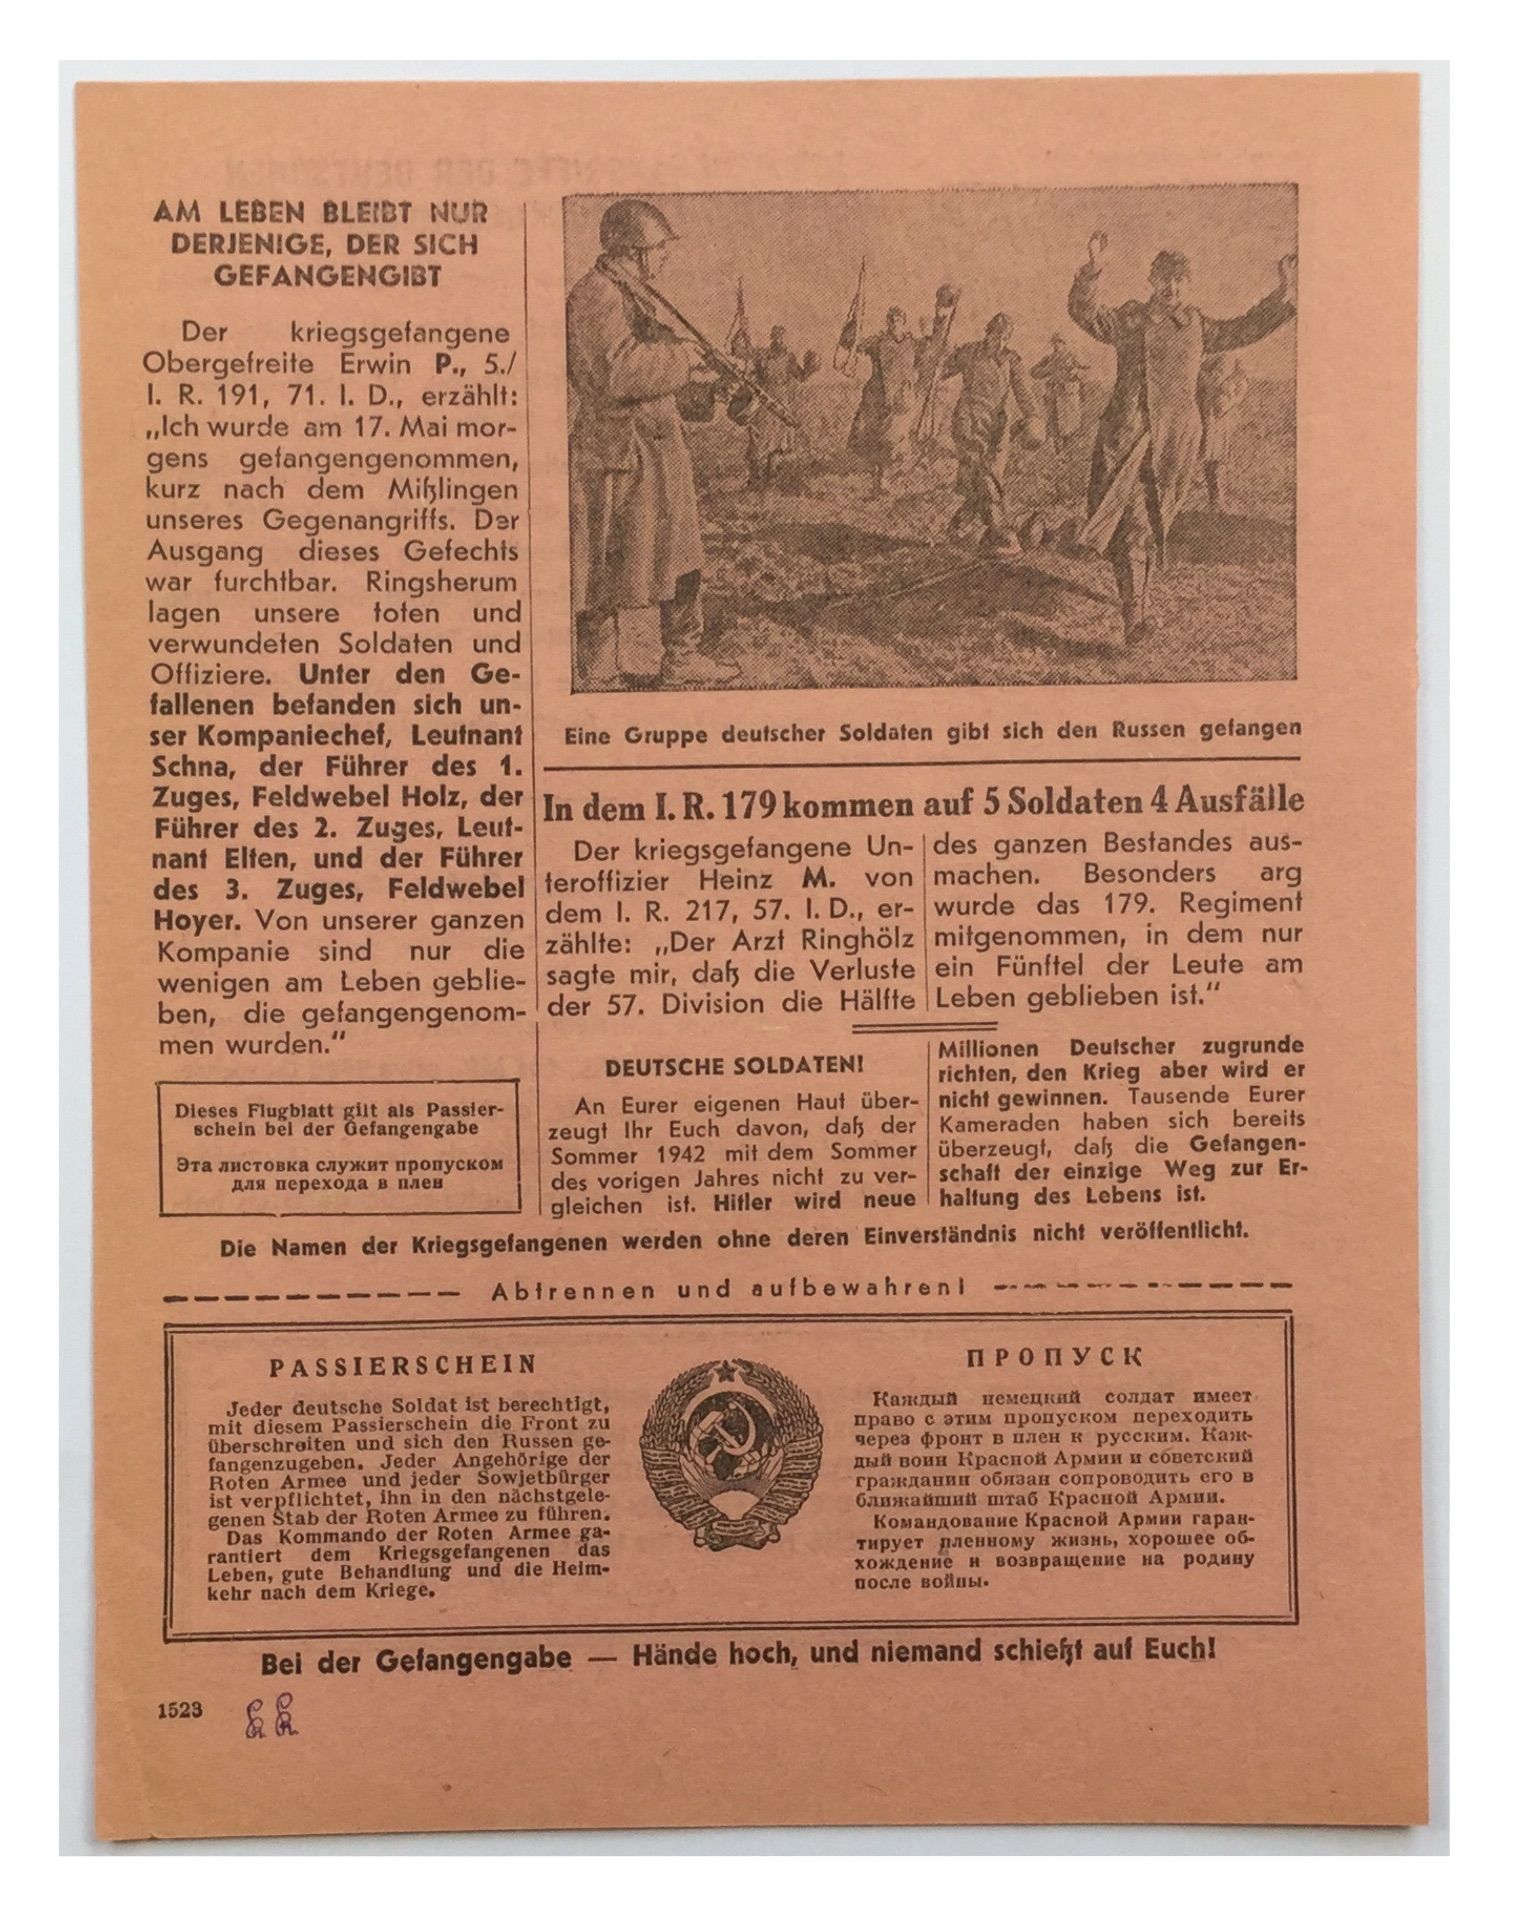 AM LEBEN BLEIBT NUR
DERJENIGE, DER SICH
GEFANGENGIBT
Der kriegsgefangene
Obergefreite Erwin P., 5./
I. R. 191, 71. I. D., erzählt:
„Ich wurde am 17. Mai mor-
gens gefangengenommen,
kurz nach dem Mißlingen
unseres Gegenangriffs. Der
Ausgang dieses Gefechts
war furchtbar. Ringsherum
lagen unsere toten und
verwundeten Soldaten und
Offiziere. Unter den Ge-
fallenen befanden sich un-
ser Kompaniechef, Leutnant
Schna, der Führer des 1.
Zuges, Feldwebel Holz, der
Führer des 2. Zuges, Leut-
nant Elten, und der Führer
des 3. Zuges, Feldwebel
Hoyer. Von unserer ganzen
Kompanie sind nur die
wenigen am Leben geblie-
ben, die gefangengenom-
men wurden."
Dieses Flugblatt gilt als Passier-
schein bei der Gefangengabe
Эта листовка служит пропуском
для перехода в плен
Eine Gruppe deutscher Soldaten gibt sich den Russen gefangen
In dem I. R. 179 kommen auf 5 Soldaten 4 Ausfälle
Der kriegsgefangene Un-
teroffizier Heinz M. von
dem I. R. 217, 57. I. D., er-
zählte: „Der Arzt Ringhölz
sagte mir, daß die Verluste
der 57. Division die Hälfte
des ganzen Bestandes aus-
machen. Besonders arg
wurde das 179. Regiment
mitgenommen, in dem nur
ein Fünftel der Leute am
Leben geblieben ist."
DEUTSCHE SOLDATEN!
An Eurer eigenen Haut über-
zeugt Ihr Euch davon, daß der
Sommer 1942 mit dem Sommer
des vorigen Jahres nicht zu ver-
gleichen ist. Hitler wird neue
Millionen Deutscher zugrunde
richten, den Krieg aber wird er
nicht gewinnen. Tausende Eurer
Kameraden haben sich bereits
überzeugt, daß die Gefangen-
schaft der einzige Weg zur Er-
haltung des Lebens ist.
Die Namen der Kriegsgefangenen werden ohne deren Einverständnis nicht veröffentlicht.
Abtrennen und aufbewahren!
PASSIERSCHEIN
Jeder deutsche Soldat ist berechtigt,
mit diesem Passierschein die Front zu
überschreiten und sich den Russen ge-
fangenzugeben. Jeder Angehörige der
Roten Armee und jeder Sowjetbürger
ist verpflichtet, ihn in den nächstgele-
genen Stab der Roten Armee zu führen.
Das Kommando der Roten Armee ga-
rantiert dem Kriegsgefangenen das
Leben, gute Behandlung und die Heim-
kehr nach dem Kriege.
ПРОПУСК
Каждый немецкий солдат имеет
право с этим пропуском переходить
через фронт в плен к русским. Каж-
дый воин Красной Армии и советский
гражданин обязан сопроводить его в
ближайший штаб Красной Армии.
Командование Красной Армии гаран-
тирует пленному жизнь, хорошее об-
хождение и возвращение на родину
после войны.
Bei der Gefangengabe — Hände hoch, und niemand schießt auf Euch!
1523